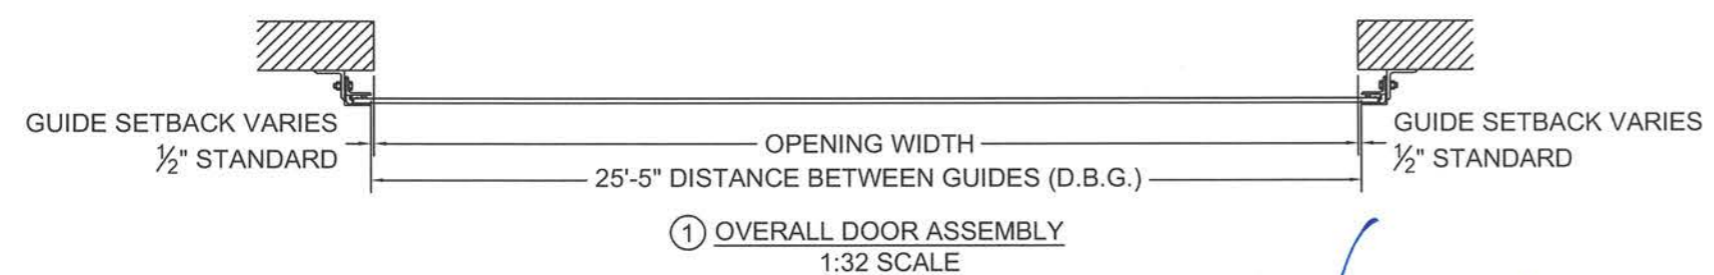 GUIDE SETBACK VARIES
½" STANDARD
OPENING WIDTH
25'-5" DISTANCE BETWEEN GUIDES (D.B.G.)
GUIDE SETBACK VARIES
½" STANDARD
1 OVERALL DOOR ASSEMBLY
1:32 SCALE